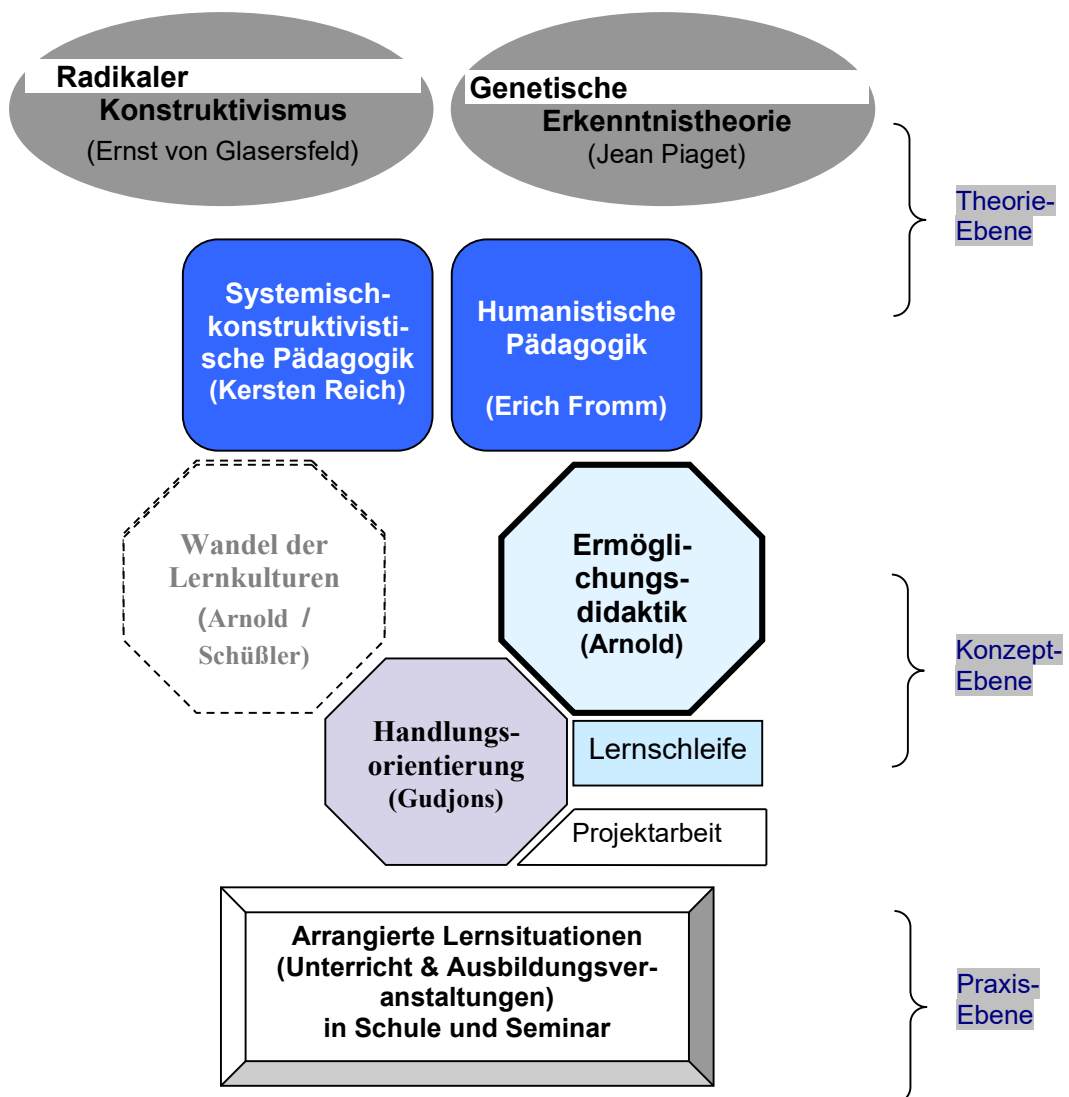 Radikaler
Konstruktivismus
(Ernst von Glasersfeld)
Genetische
Erkenntnistheorie
(Jean Piaget)
Theorie-
Ebene
Systemisch-
konstruktivisti-
sche Pädagogik
(Kersten Reich)
Humanistische
Pädagogik
(Erich Fromm)
Wandel der
Lernkulturen
(Arnold /
Schüßler)
Ermögli-
chungs-
didaktik
(Arnold)
Konzept-
Ebene
Handlungs-
orientierung
(Gudjons)
Lernschleife
Projektarbeit
Arrangierte Lernsituationen
(Unterricht & Ausbildungsver-
anstaltungen)
in Schule und Seminar
Praxis-
Ebene